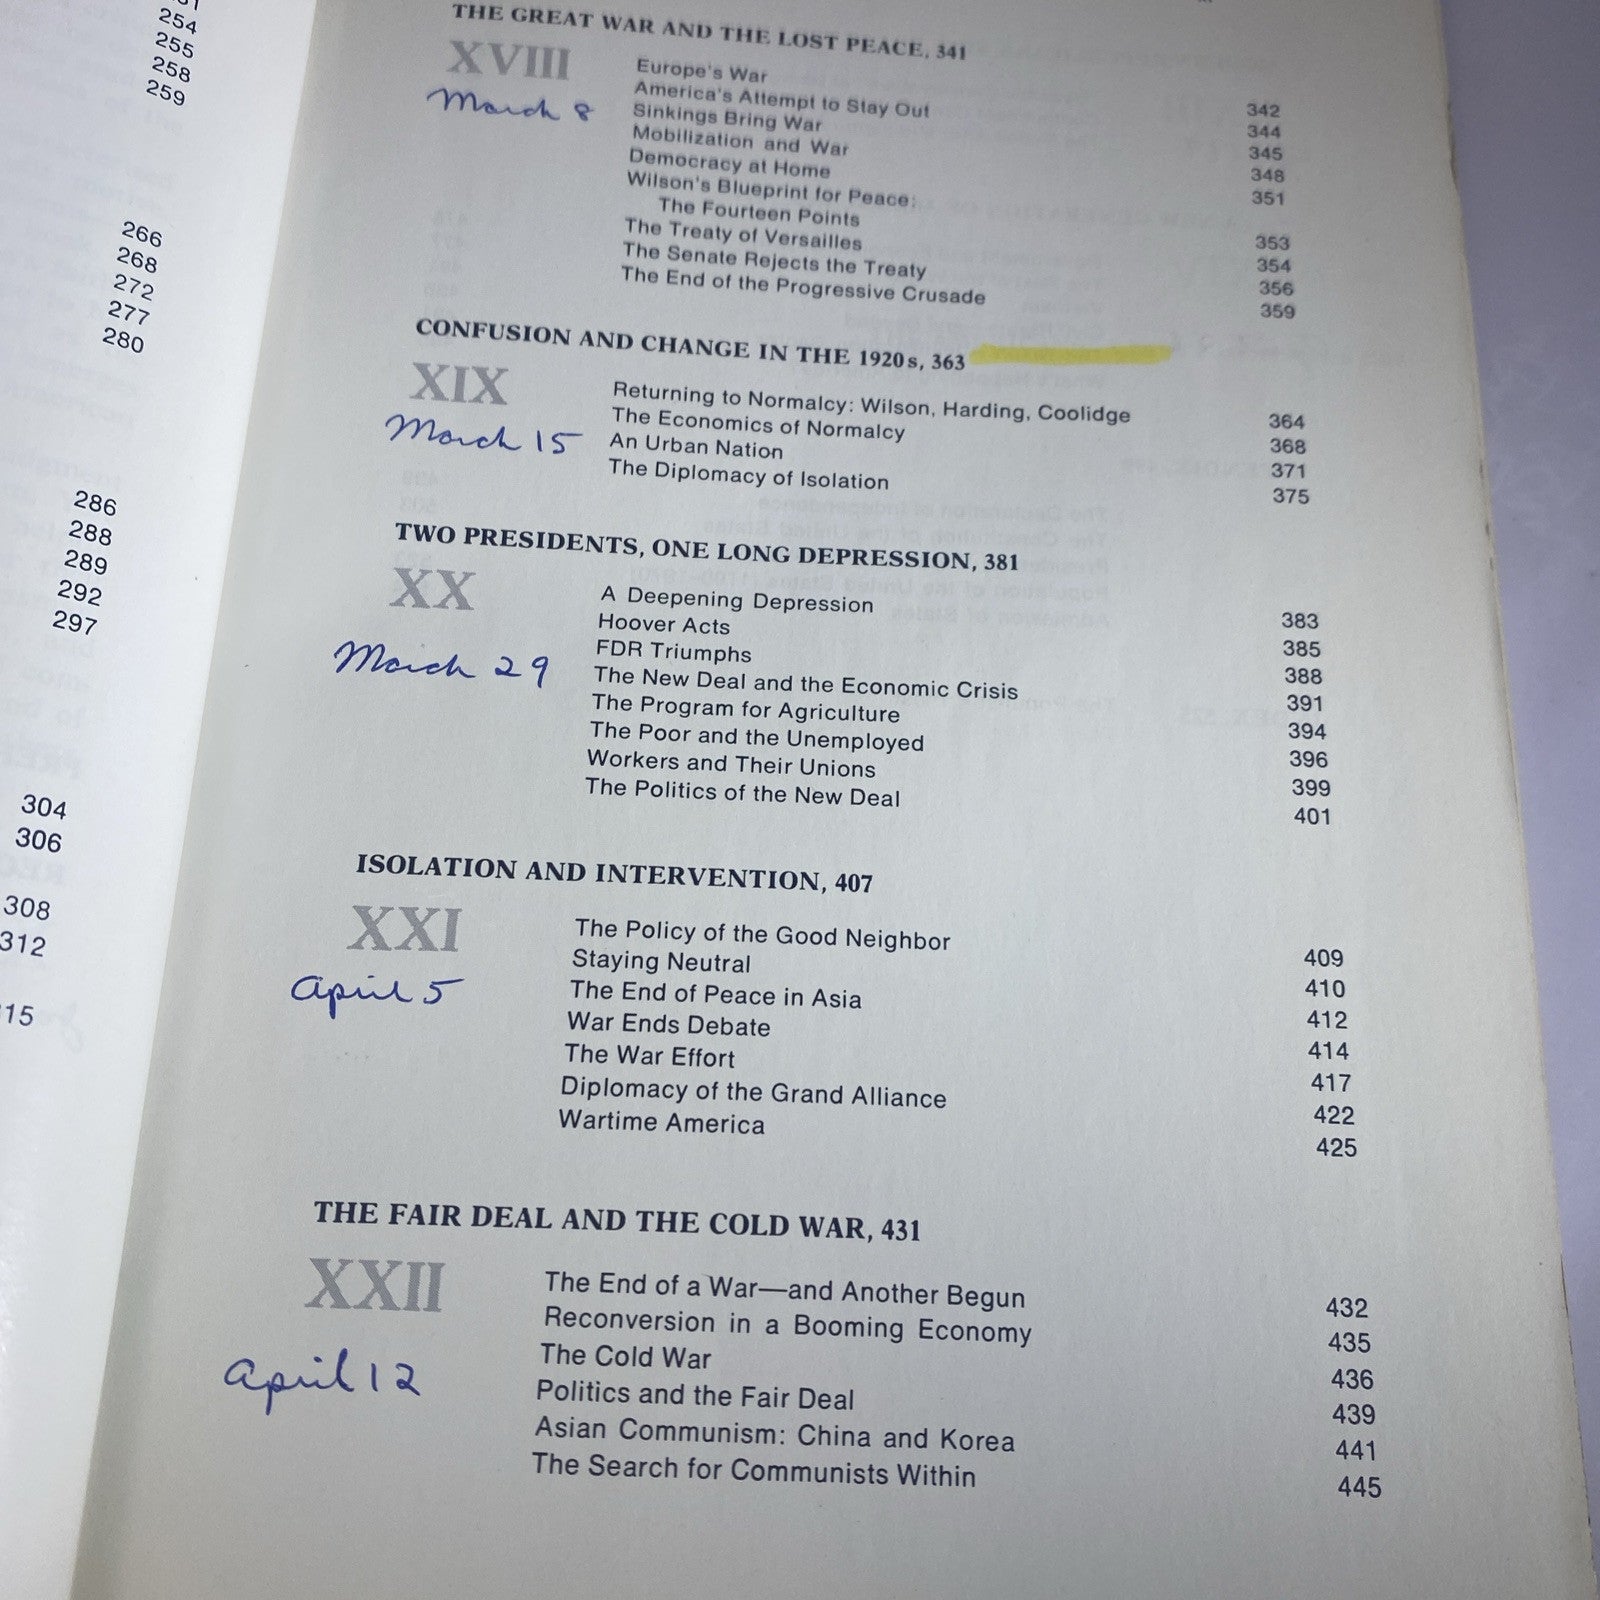 254
255
258
259
266
268
272
277
280
286
288
289
292
297
304
306
308
312
THE GREAT WAR AND THE LOST PEACE, 341
XVIII
March 8
Europe's War 342
America's Attempt to Stay Out 344
Sinkings Bring War 345
Mobilization and War 348
Democracy at Home 351
Wilson's Blueprint for Peace:
The Fourteen Points 353
The Treaty of Versailles 354
The Senate Rejects the Treaty 356
The End of the Progressive Crusade 359
CONFUSION AND CHANGE IN THE 1920s, 363
XIX
March 15
Returning to Normalcy: Wilson, Harding, Coolidge 364
The Economics of Normalcy 368
An Urban Nation 371
The Diplomacy of Isolation 375
TWO PRESIDENTS, ONE LONG DEPRESSION, 381
XX
March 29
A Deepening Depression 383
Hoover Acts 385
FDR Triumphs 388
The New Deal and the Economic Crisis 391
The Program for Agriculture 394
The Poor and the Unemployed 396
Workers and Their Unions 399
The Politics of the New Deal 401
ISOLATION AND INTERVENTION, 407
XXI
April 5
The Policy of the Good Neighbor 409
Staying Neutral 410
The End of Peace in Asia 412
War Ends Debate 414
The War Effort 417
Diplomacy of the Grand Alliance 422
Wartime America 425
THE FAIR DEAL AND THE COLD WAR, 431
XXII
April 12
The End of a War—and Another Begun 432
Reconversion in a Booming Economy 435
The Cold War 436
Politics and the Fair Deal 439
Asian Communism: China and Korea 441
The Search for Communists Within 445